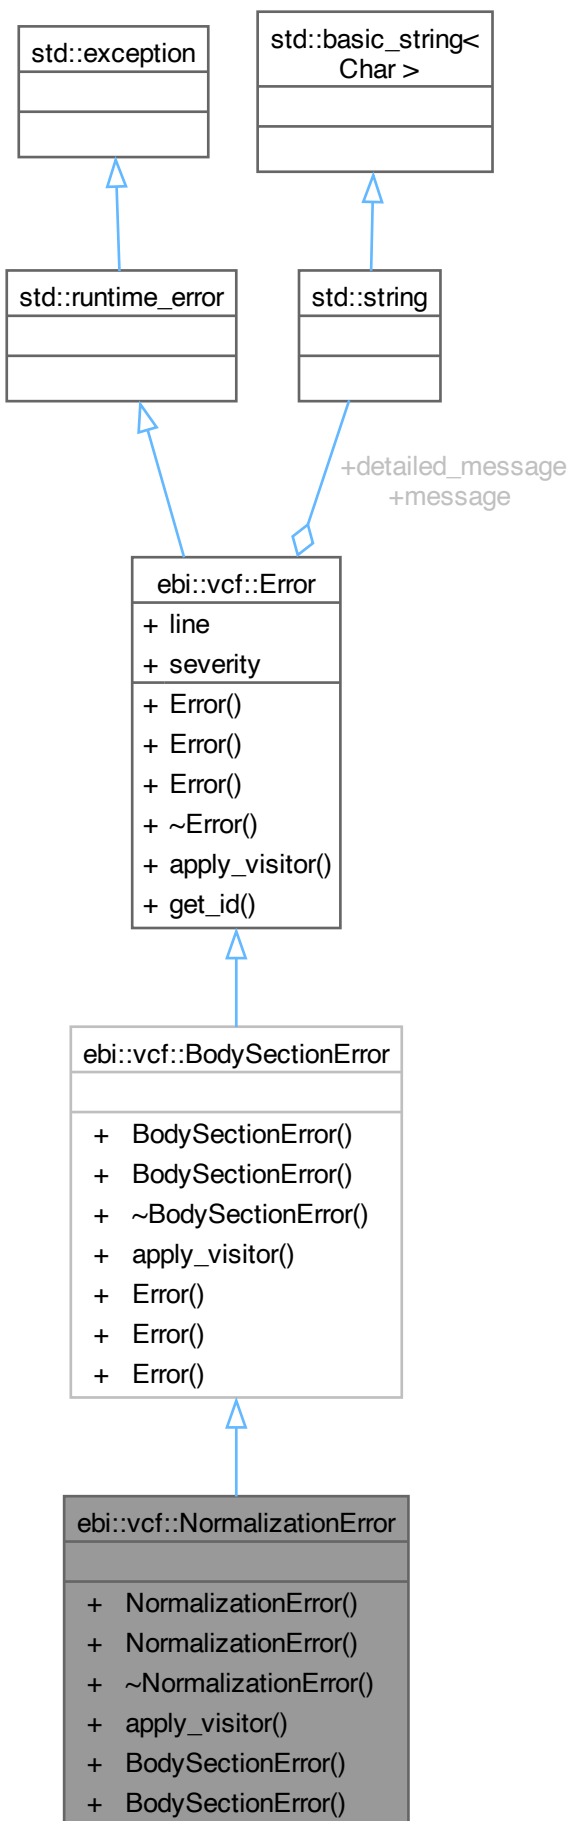 std::exception
std::basic_string<
Char >
std::runtime_error
std::string
+detailed_message
+message
ebi::vcf::Error
+ line
+ severity
+ Error()
+ Error()
+ Error()
+ ~Error()
+ apply_visitor()
+ get_id()
ebi::vcf::BodySectionError
+ BodySectionError()
+ BodySectionError()
+ ~BodySectionError()
+ apply_visitor()
+ Error()
+ Error()
+ Error()
ebi::vcf::NormalizationError
+ NormalizationError()
+ NormalizationError()
+ ~NormalizationError()
+ apply_visitor()
+ BodySectionError()
+ BodySectionError()